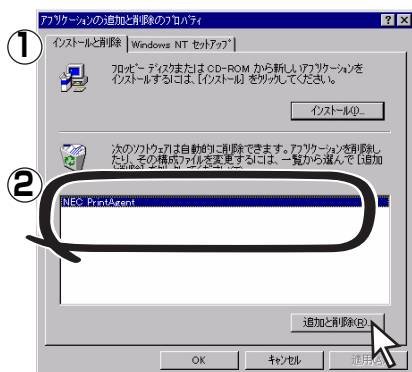 アプリケーションの追加と削除のプロパティ
①
インストールと削除 Windows NT セットアップ
フロッピー ディスクまたは CD-ROM から新しいアプリケーションを
インストールするには、[インストール] をクリックしてください。
インストール(I)...
次のソフトウェアは自動的に削除できます。アプリケーションを削除し
たり、その構成ファイルを変更するには、一覧から選んで [追加
②
NEC PrintAgent
追加と削除(R)...
OK キャンセル